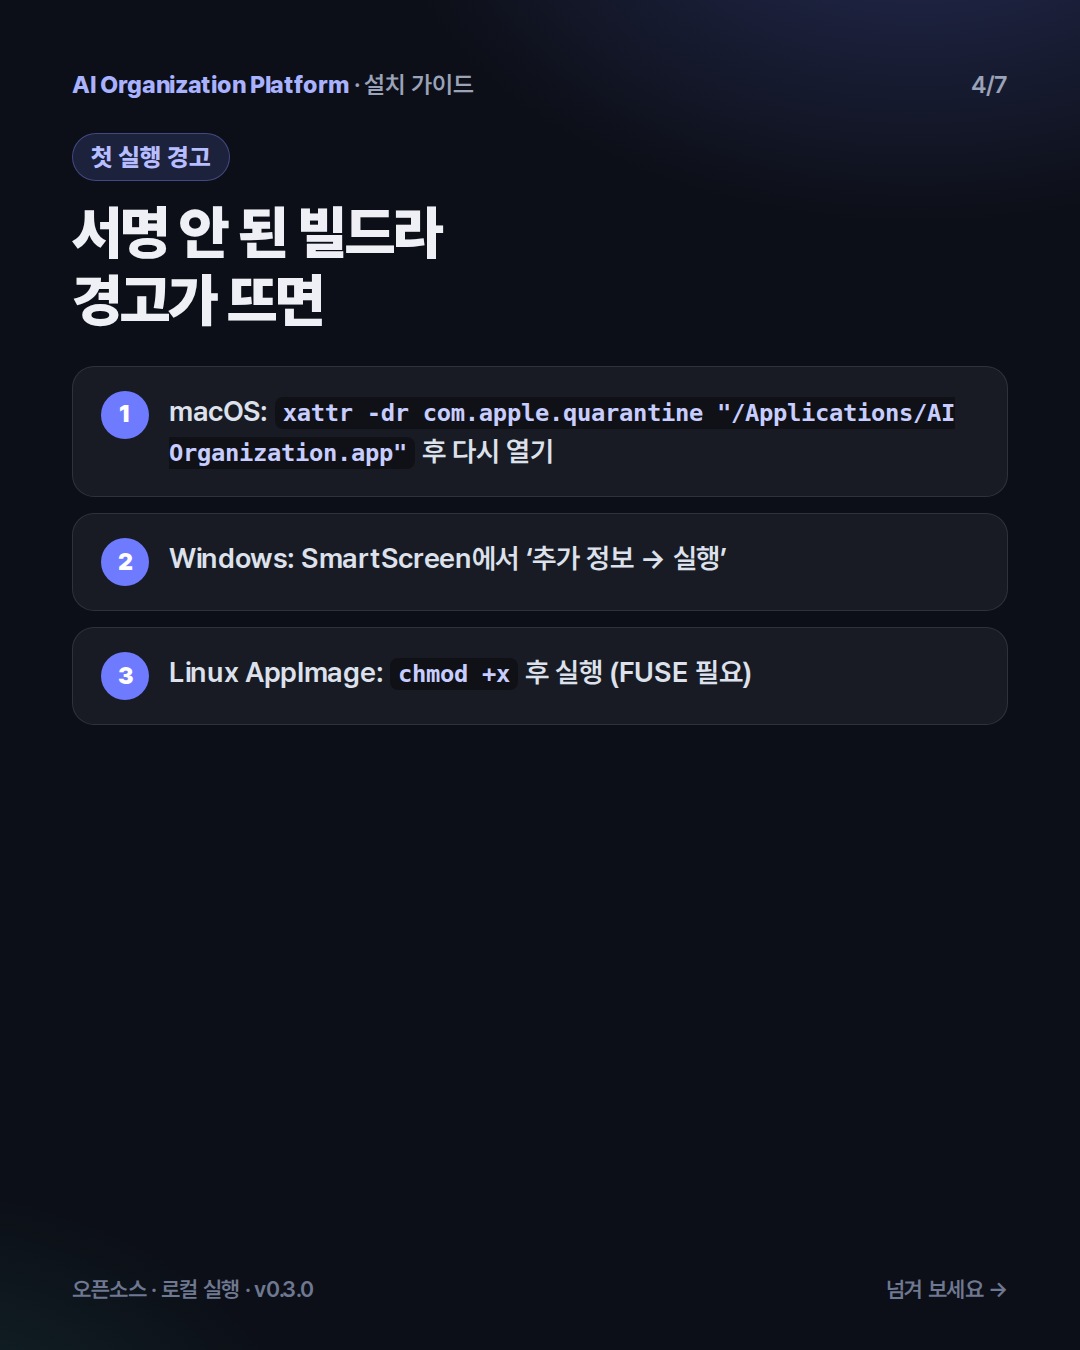 AI Organization Platform · 설치 가이드
4/7
첫 실행 경고
서명 안 된 빌드라
경고가 뜨면
1
macOS: xattr -dr com.apple.quarantine "/Applications/AI
Organization.app" 후 다시 열기
2
Windows: SmartScreen에서 ‘추가 정보 → 실행’
3
Linux AppImage: chmod +x 후 실행 (FUSE 필요)
오픈소스 · 로컬 실행 · v0.3.0
넘겨 보세요 →